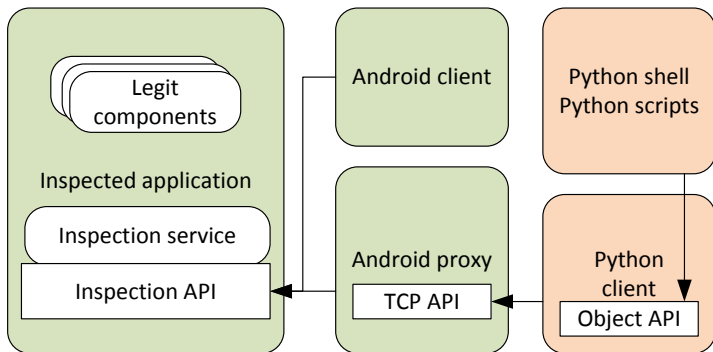 Legit
components
Inspected application
Inspection service
Inspection API
Android client
Android proxy
TCP API
Python shell
Python scripts
Python
client
Object API